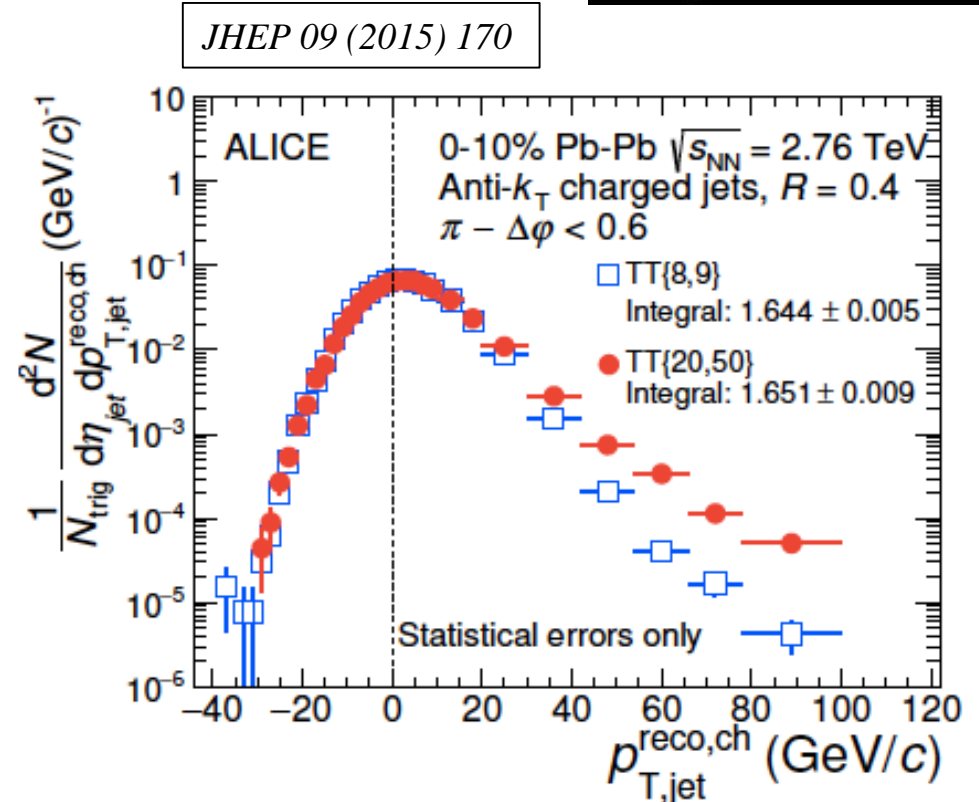 JHEP 09 (2015) 170
ALICE
0-10% Pb-Pb √s_NN = 2.76 TeV
Anti-k_T charged jets, R = 0.4
π − Δφ < 0.6
TT{8,9}
Integral: 1.644 ± 0.005
TT{20,50}
Integral: 1.651 ± 0.009
Statistical errors only
1/N_trig d²N/dη_jet dp_T,jet^reco,ch (GeV/c)⁻¹
10
1
10⁻¹
10⁻²
10⁻³
10⁻⁴
10⁻⁵
10⁻⁶
−40 −20 0 20 40 60 80 100 120
p_T,jet^reco,ch (GeV/c)